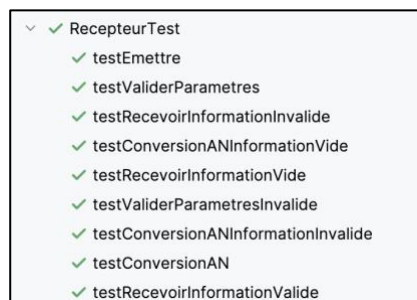 RecepteurTest
testEmettre
testValiderParametres
testRecevoirInformationInvalide
testConversionANInformationVide
testRecevoirInformationVide
testValiderParametresInvalide
testConversionANInformationInvalide
testConversionAN
testRecevoirInformationValide